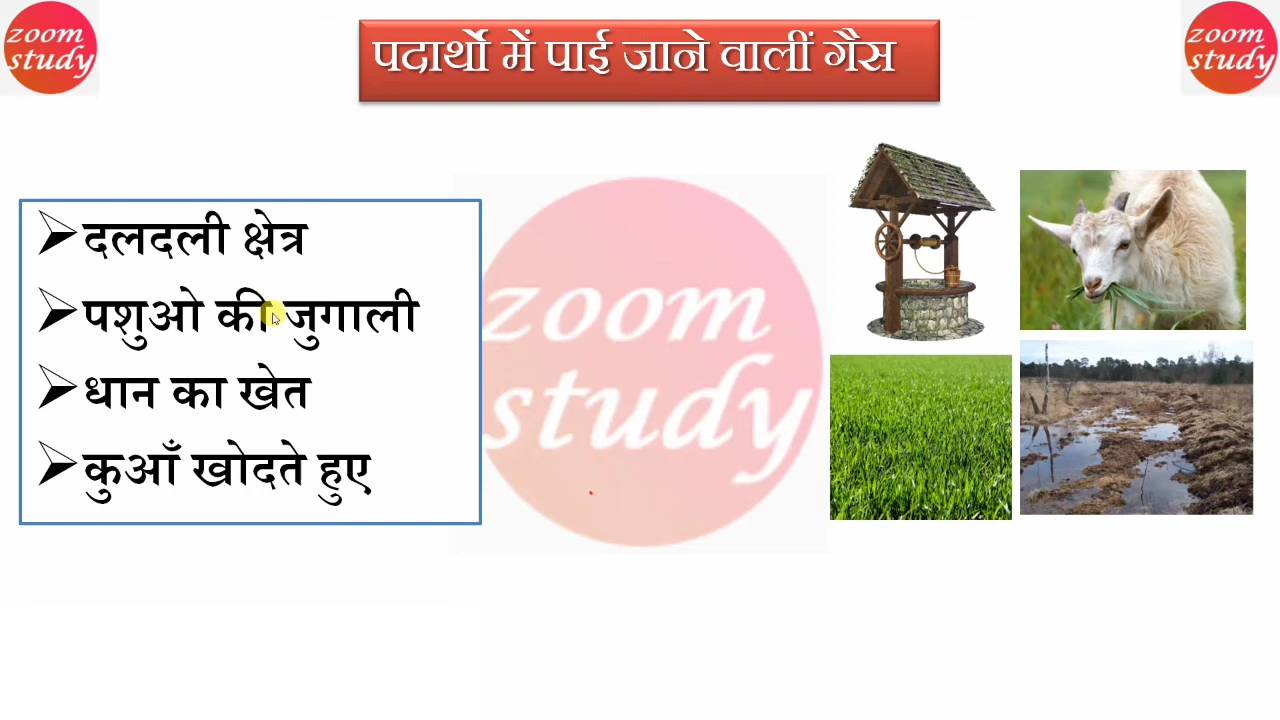 zoom
study
पदार्थो में पाई जाने वालीं गैस
zoom
study
दलदली क्षेत्र
पशुओ की जुगाली
धान का खेत
कुआँ खोदते हुए
zoom
study